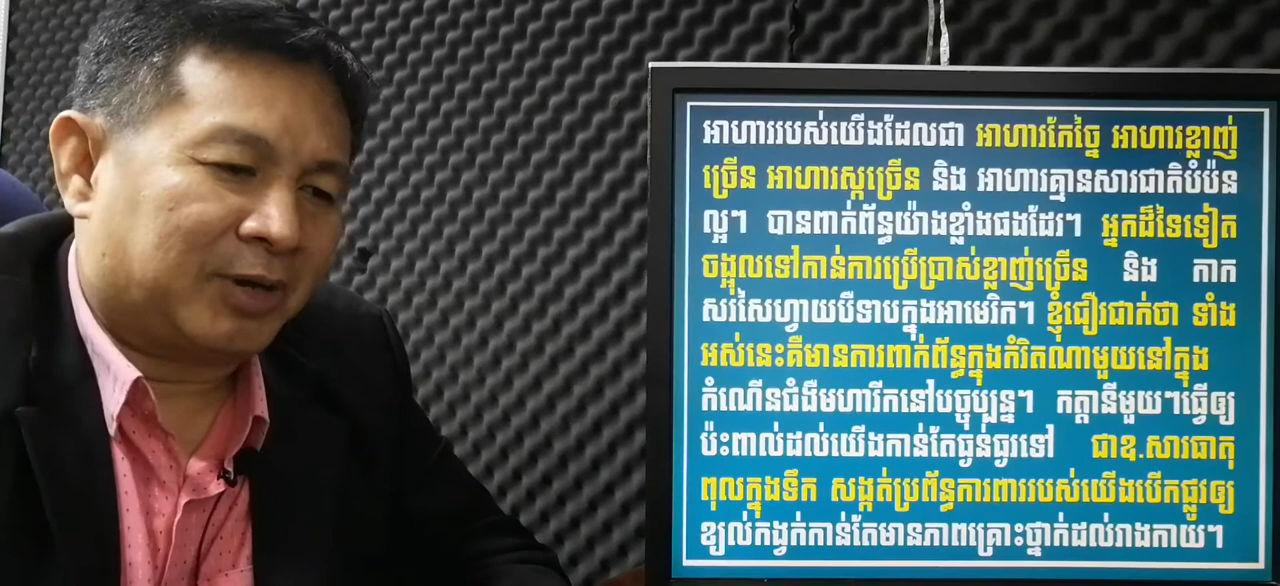 អាហាររបស់យើងដែលជា អាហារកែច្នៃ អាហារខ្លាញ់
ច្រើន អាហារស្ករច្រើន និង អាហារគ្មានសារជាតិបំប៉ន
ល្អៗ បានពាក់ព័ន្ធយ៉ាងខ្លាំងផងដែរ។ អ្នកដ៏ទៃទៀត
ចង្អុលទៅកាន់ការប្រើប្រាស់ខ្លាញ់ច្រើន និង កាក
សរសៃហ្វាយបឺទាបក្នុងអាមេរិក។ ខ្ញុំជឿរជាក់ថា ទាំង
អស់នេះគឺមានការពាក់ព័ន្ធក្នុងកំរិតណាមួយនៅក្នុង
កំណើនជំងឺមហារីកនៅបច្ចុប្បន្ន។ កត្តានីមួយៗធ្វើឲ្យ
ប៉ះពាល់ដល់យើងកាន់តែធ្ងន់ធ្ងរទៅ ជាឧ.សារធាតុ
ពុលក្នុងទឹក សង្កត់ប្រព័ន្ធការពាររបស់យើងបើកផ្លូវឲ្យ
ខ្យល់កង្វក់កាន់តែមានភាពគ្រោះថ្នាក់ដល់រាងកាយ។